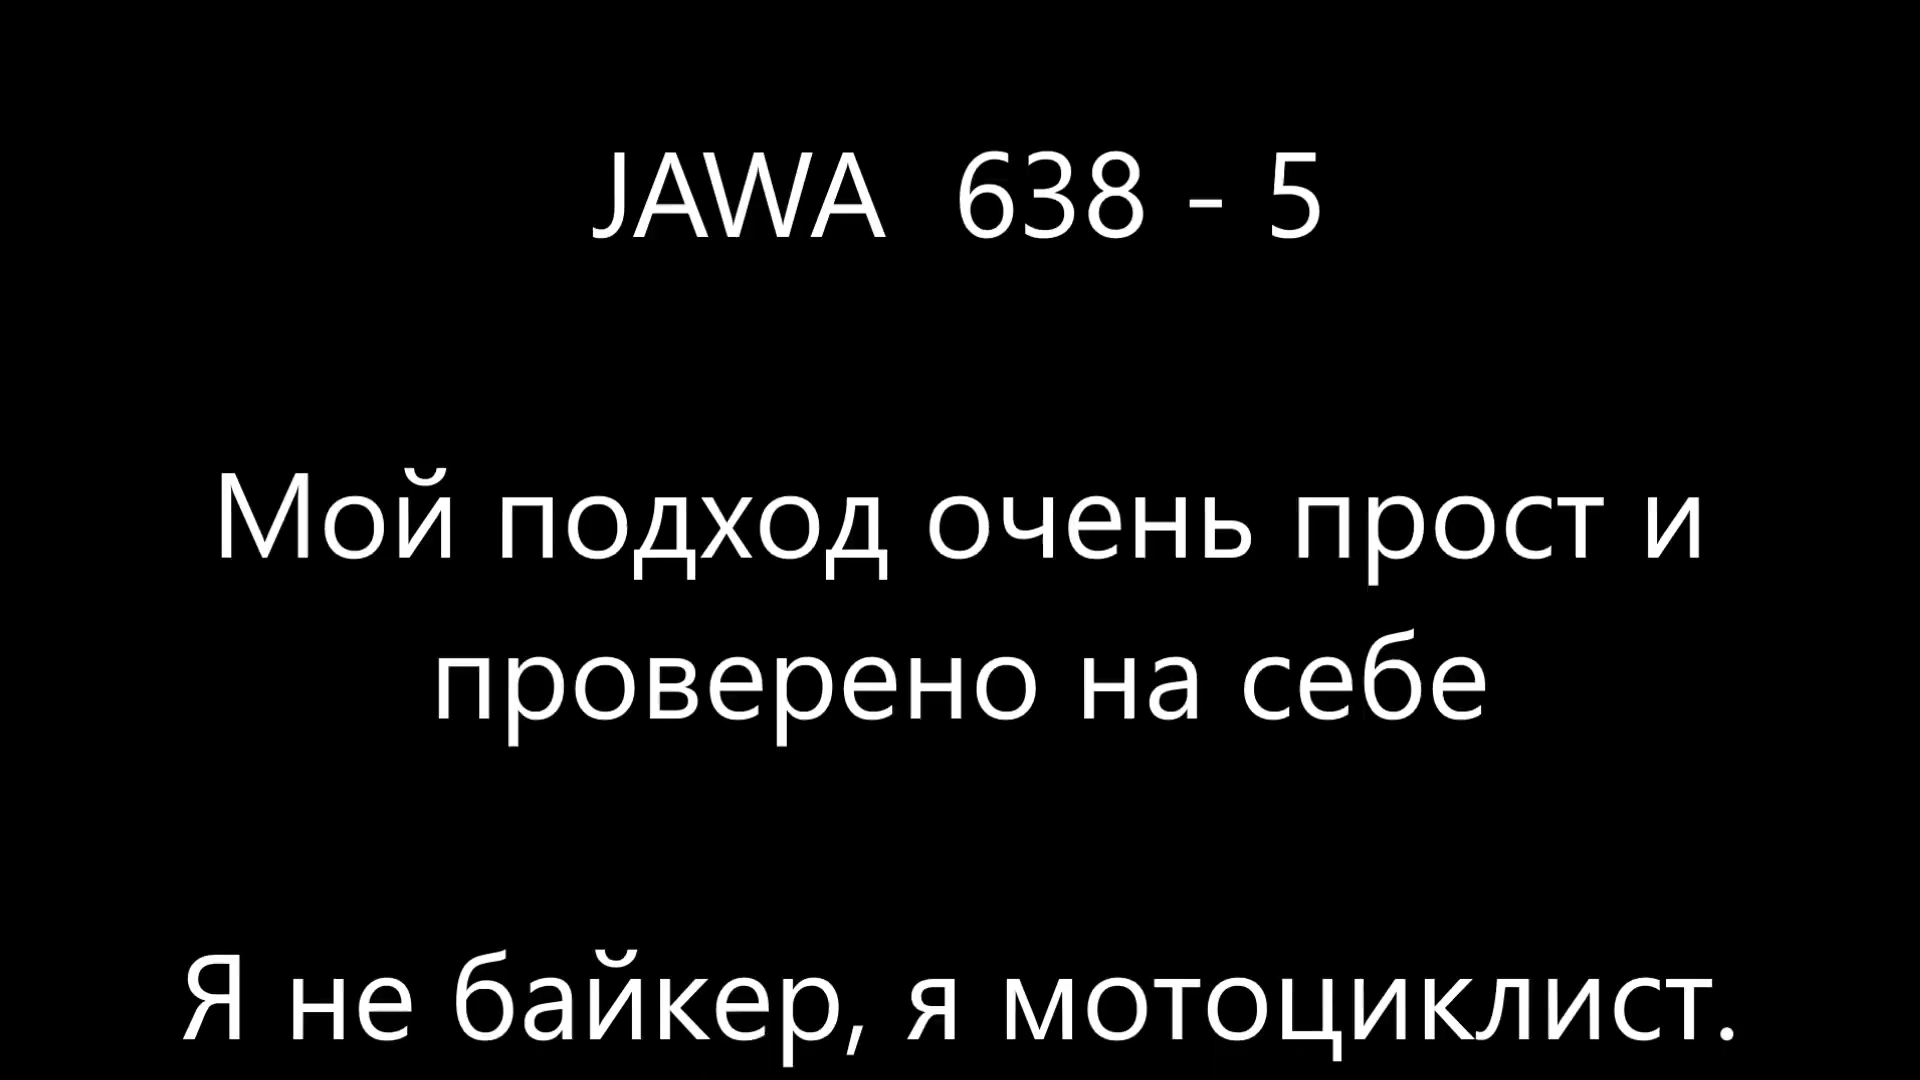 JAWA  638 - 5
Мой подход очень прост и
проверено на себе
Я не байкер, я мотоциклист.